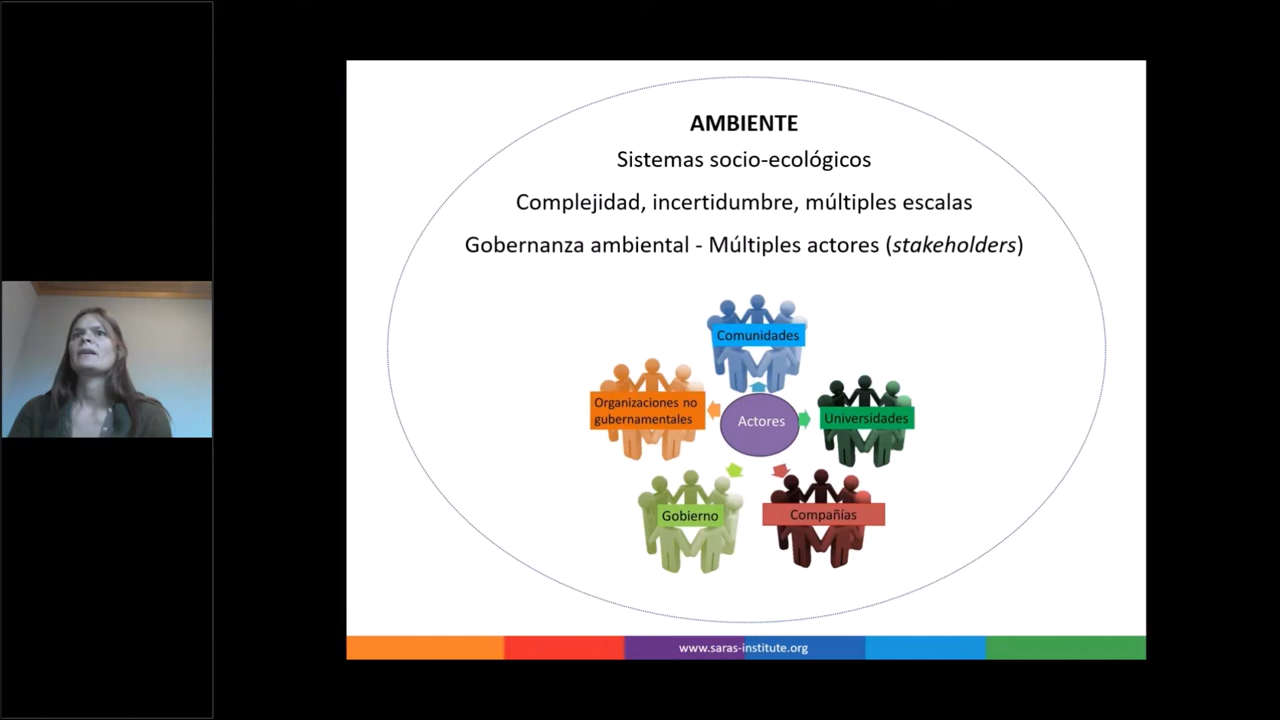 AMBIENTE
Sistemas socio-ecológicos
Complejidad, incertidumbre, múltiples escalas
Gobernanza ambiental - Múltiples actores (stakeholders)
Comunidades
Organizaciones no
gubernamentales
Actores
Universidades
Gobierno
Compañías
www.saras-institute.org